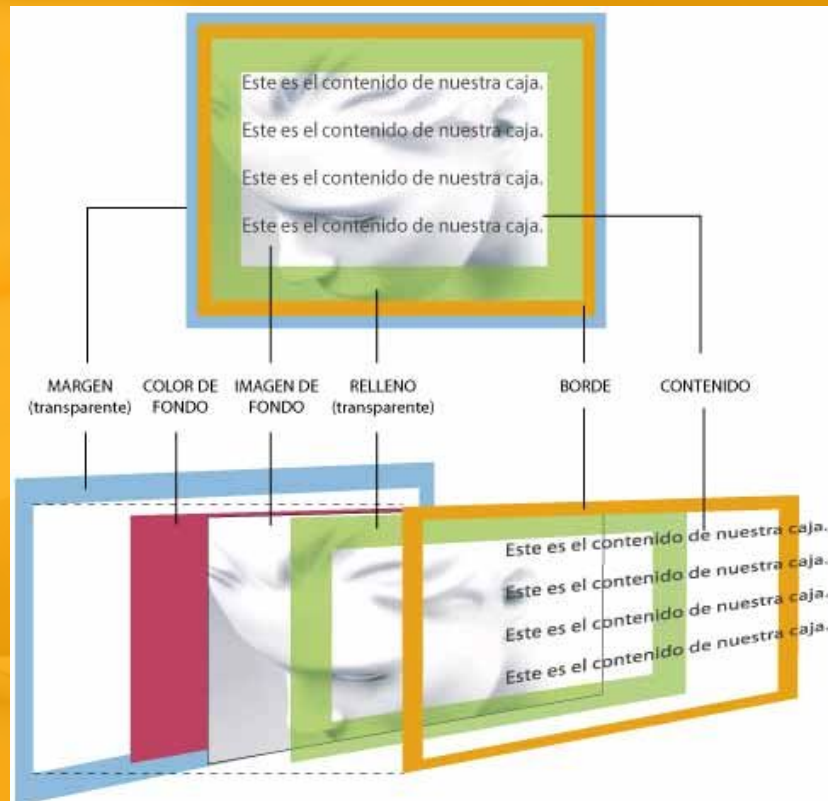 Este es el contenido de nuestra caja.
Este es el contenido de nuestra caja.
Este es el contenido de nuestra caja.
Este es el contenido de nuestra caja.
MARGEN
(transparente)
COLOR DE
FONDO
IMAGEN DE
FONDO
RELLENO
(transparente)
BORDE
CONTENIDO
Este es el contenido de nuestra caja.
Este es el contenido de nuestra caja.
Este es el contenido de nuestra caja.
Este es el contenido de nuestra caja.